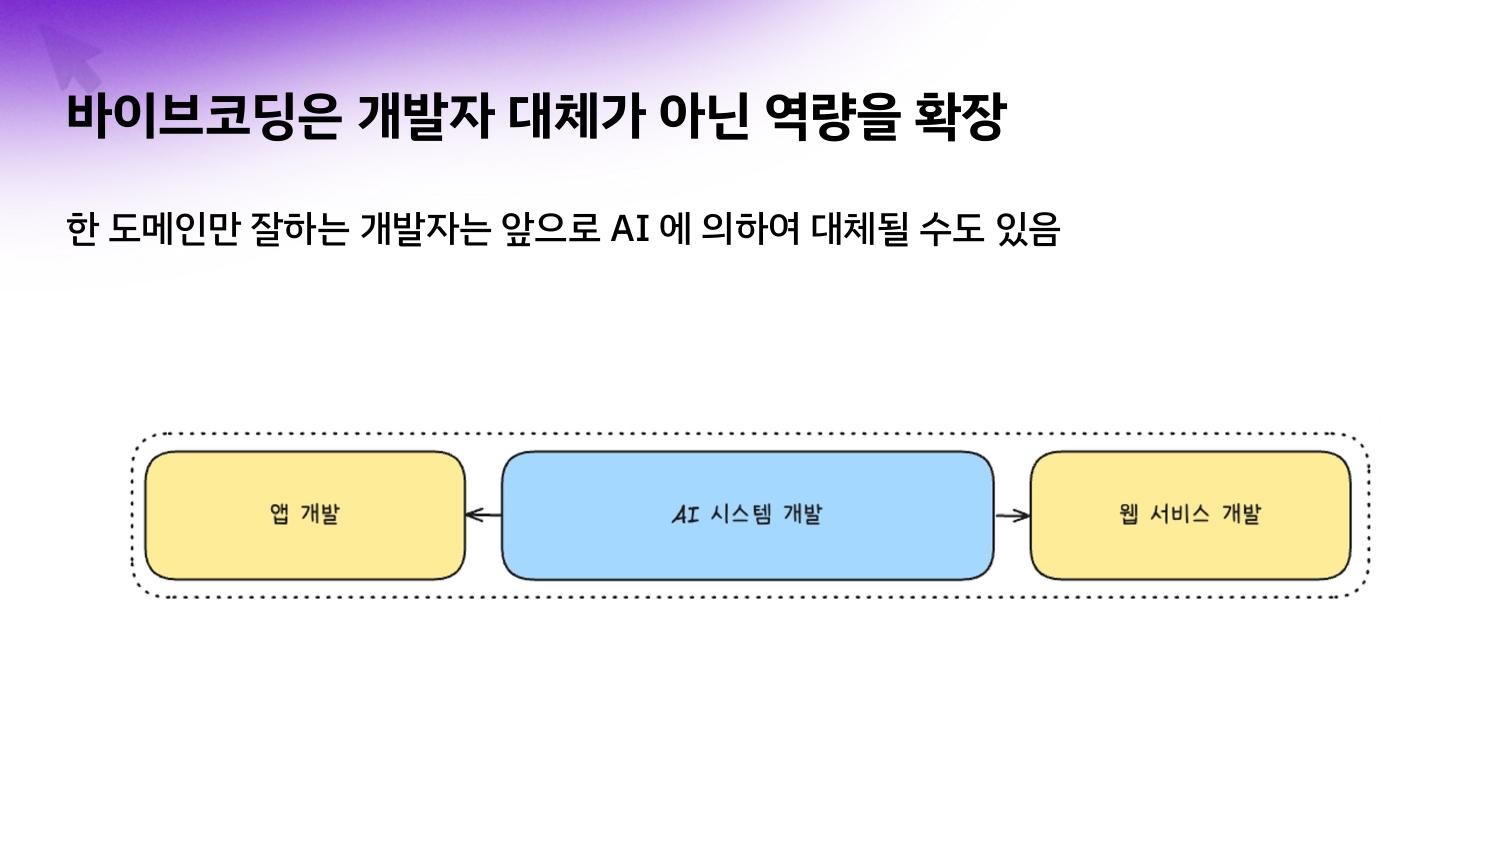 바이브코딩은 개발자 대체가 아닌 역량을 확장
한 도메인만 잘하는 개발자는 앞으로 AI 에 의하여 대체될 수도 있음
앱 개발
AI 시스템 개발
웹 서비스 개발